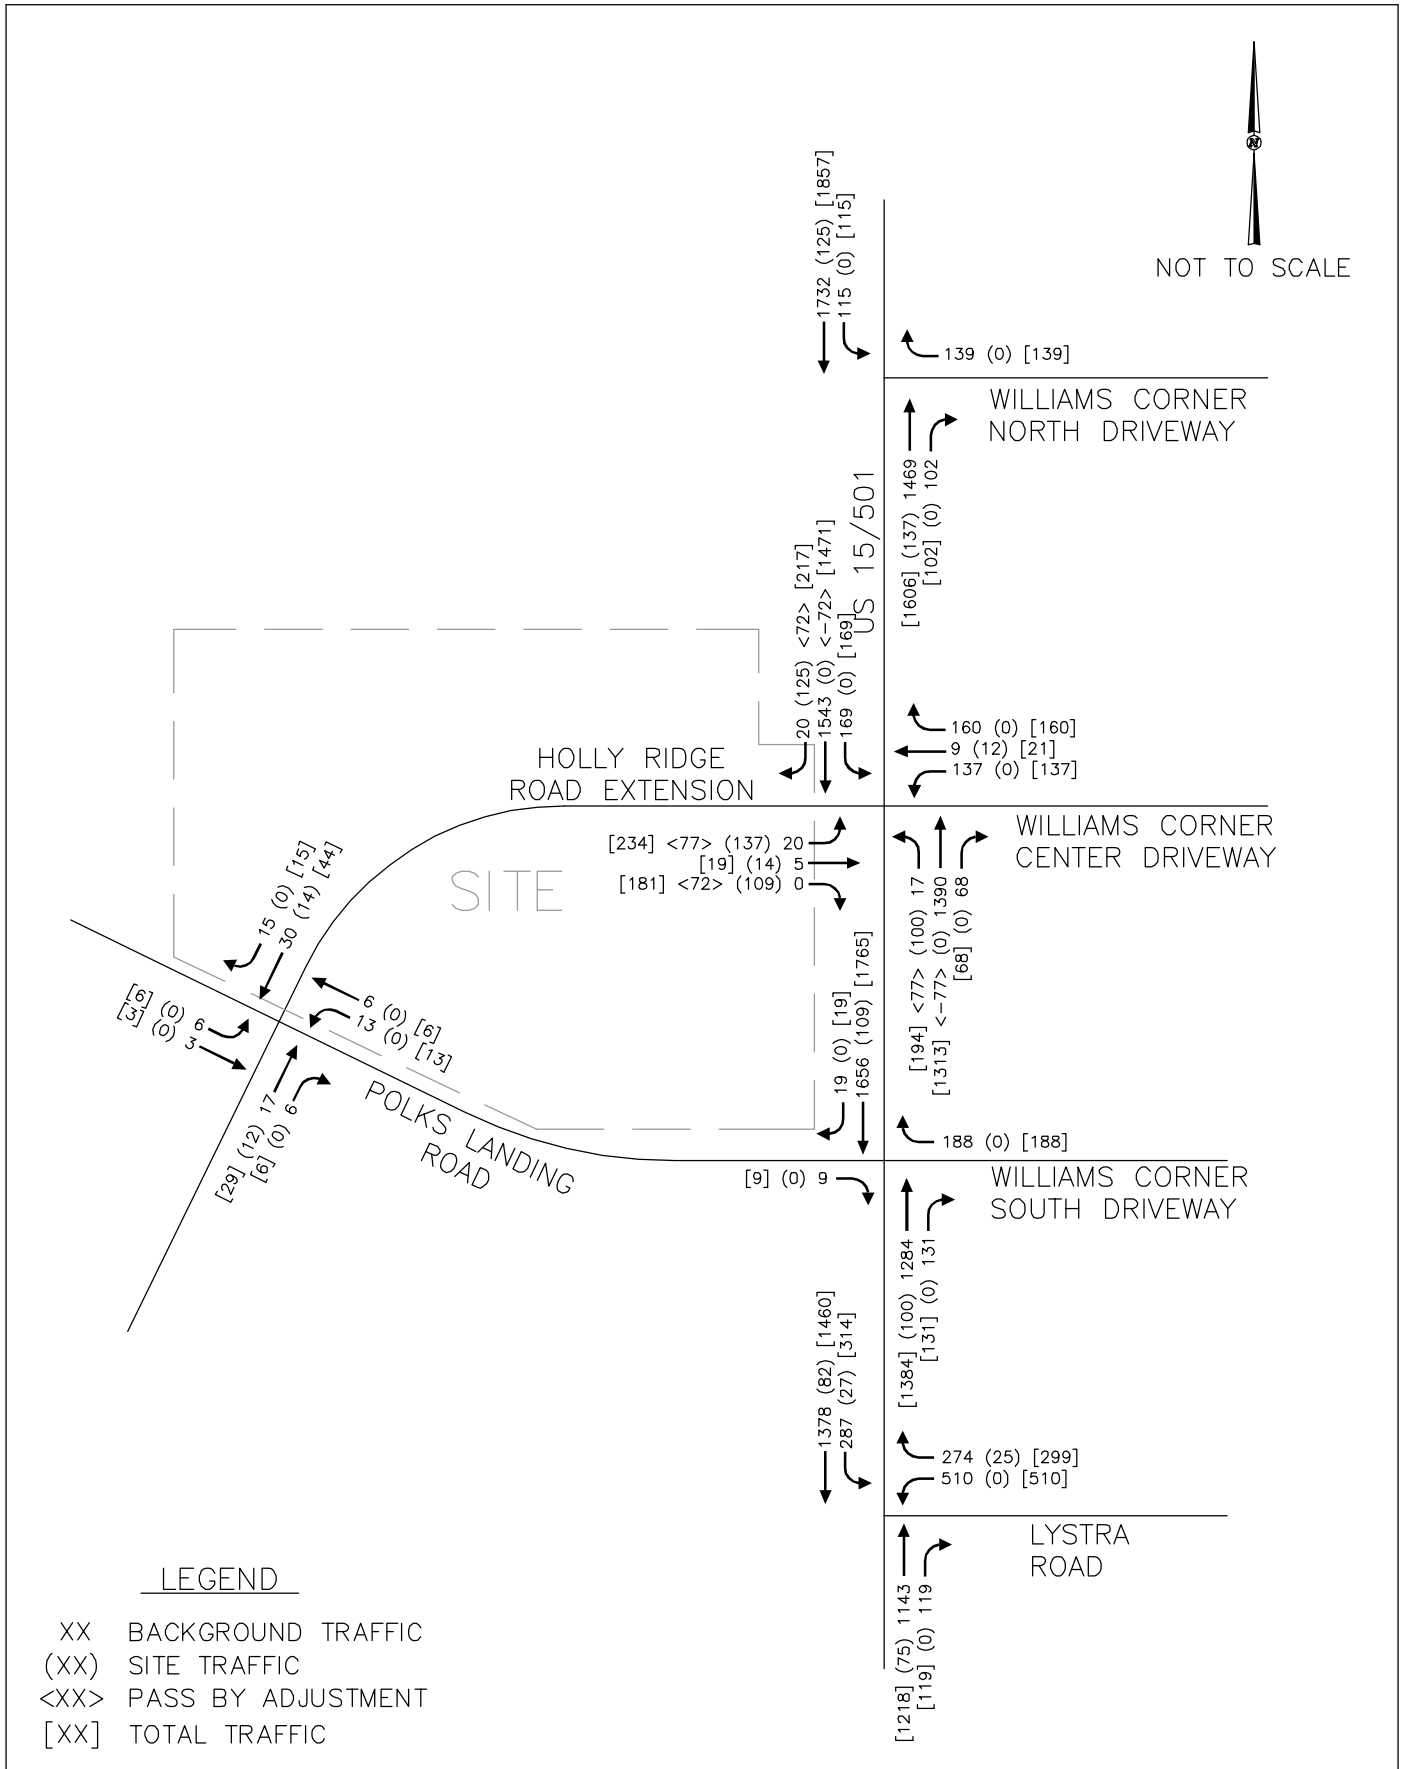 N
NOT TO SCALE
1732 (125) [1857]
115 (0) [115]
139 (0) [139]
WILLIAMS CORNER
NORTH DRIVEWAY
[1606] (137) 1469
[102] (0) 102
US 15/501
20 (125) <72> [217]
1543 (0) <-72> [1471]
169 (0) [169]
160 (0) [160]
9 (12) [21]
137 (0) [137]
HOLLY RIDGE
ROAD EXTENSION
WILLIAMS CORNER
CENTER DRIVEWAY
[234] <77> (137) 20
[19] (14) 5
[181] <72> (109) 0
[194] <77> (100) 17
[1313] <-77> (0) 1390
[68] (0) 68
SITE
15 (0) [15]
30 (14) [44]
6 (0) [6]
13 (0) [13]
[6] (0) 6
[3] (0) 3
[29] (12) 17
[6] (0) 6
POLKS LANDING
ROAD
19 (0) [19]
1656 (109) [1765]
188 (0) [188]
[9] (0) 9
WILLIAMS CORNER
SOUTH DRIVEWAY
[1384] (100) 1284
[131] (0) 131
1378 (82) [1460]
287 (27) [314]
274 (25) [299]
510 (0) [510]
LYSTRA
ROAD
[1218] (75) 1143
[119] (0) 119
LEGEND
XX BACKGROUND TRAFFIC
(XX) SITE TRAFFIC
<XX> PASS BY ADJUSTMENT
[XX] TOTAL TRAFFIC